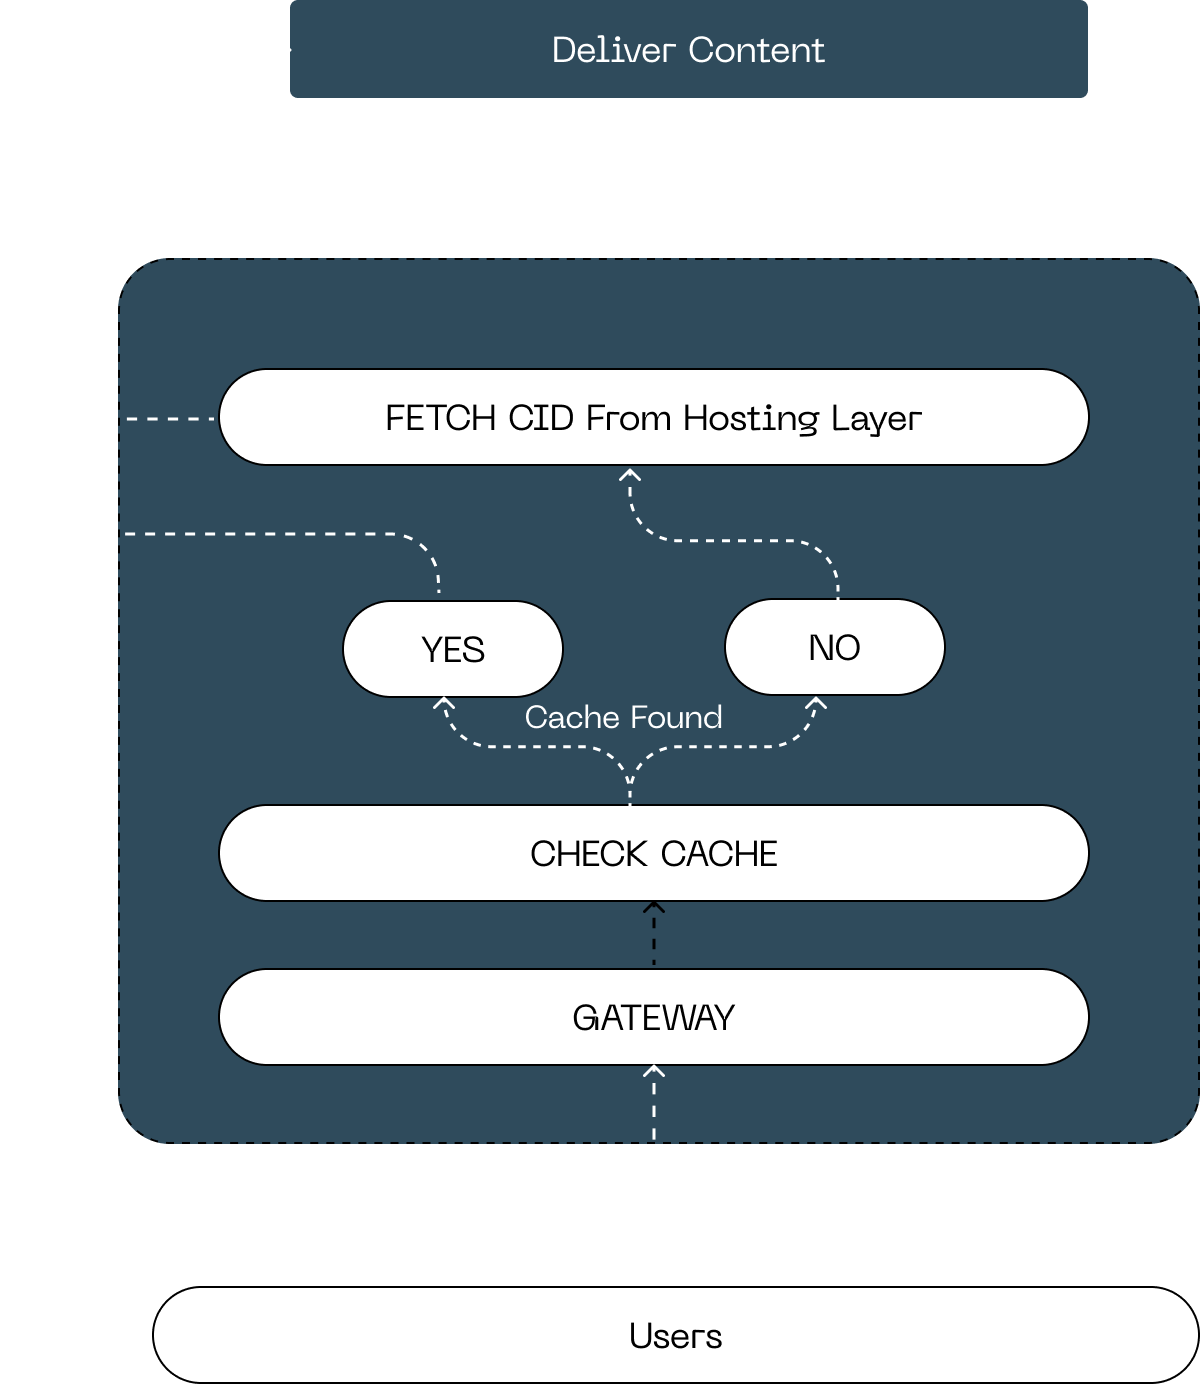 Deliver Content
FETCH CID From Hosting Layer
YES
NO
Cache Found
CHECK CACHE
GATEWAY
Users